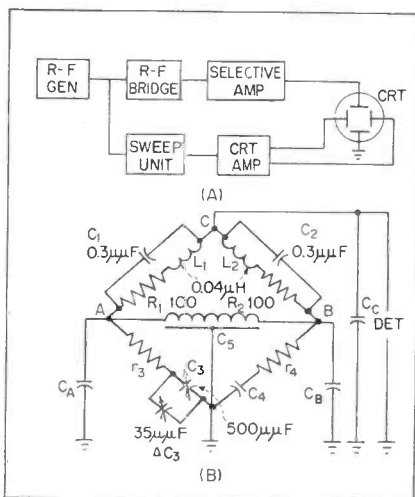 R-F GEN
R-F BRIDGE
SELECTIVE AMP
CRT
SWEEP UNIT
CRT AMP
(A)
C
C1
0.3µµF
C2
0.3µµF
L1
L2
0.04µH
R1 100
R2 100
A
B
CC
DET
C5
r3
r4
CA
C3
C4
CB
35µµF
ΔC3
500µµF
(B)